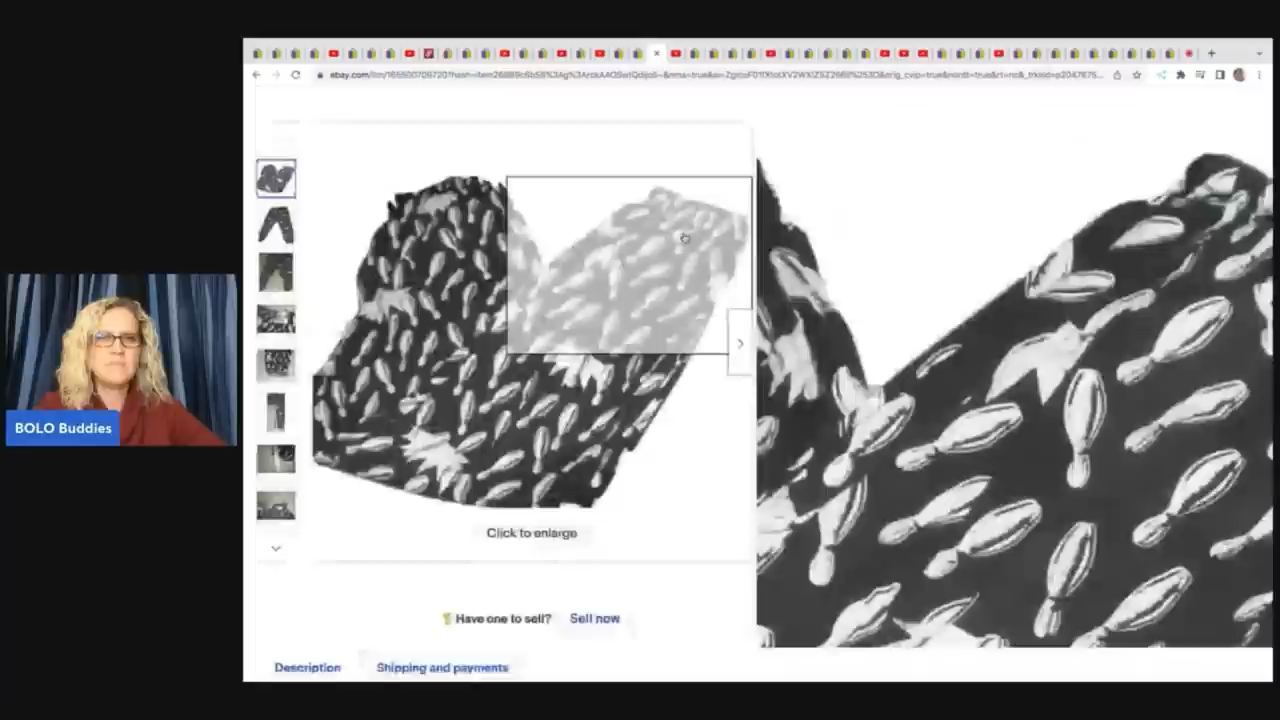 BOLO Buddies
Click to enlarge
Have one to sell? Sell now
Description Shipping and payments